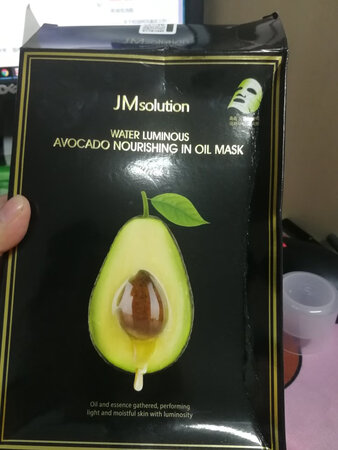 JMsolution
WATER LUMINOUS
AVOCADO NOURISHING IN OIL MASK
Oil and essence gathered, performing
light and moistful skin with luminosity